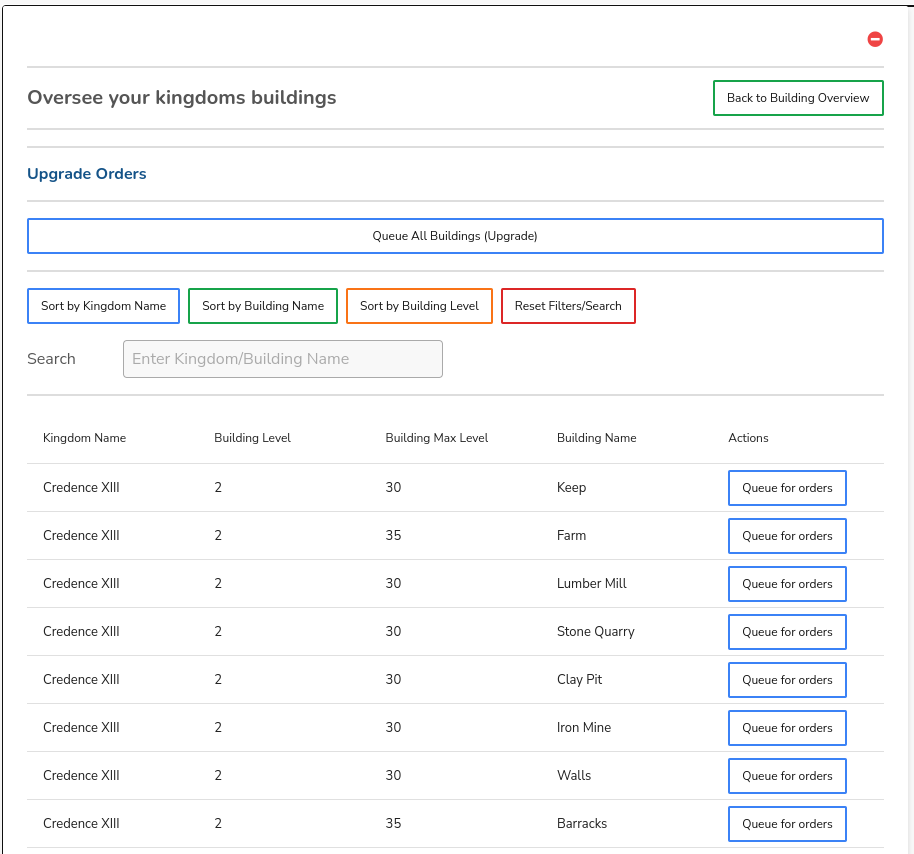 Oversee your kingdoms buildings Back to Building Overview
Upgrade Orders
Queue All Buildings (Upgrade)
Sort by Kingdom Name Sort by Building Name Sort by Building Level Reset Filters/Search
Search Enter Kingdom/Building Name
Kingdom Name Building Level Building Max Level Building Name Actions
Credence XIII 2 30 Keep Queue for orders
Credence XIII 2 35 Farm Queue for orders
Credence XIII 2 30 Lumber Mill Queue for orders
Credence XIII 2 30 Stone Quarry Queue for orders
Credence XIII 2 30 Clay Pit Queue for orders
Credence XIII 2 30 Iron Mine Queue for orders
Credence XIII 2 30 Walls Queue for orders
Credence XIII 2 35 Barracks Queue for orders